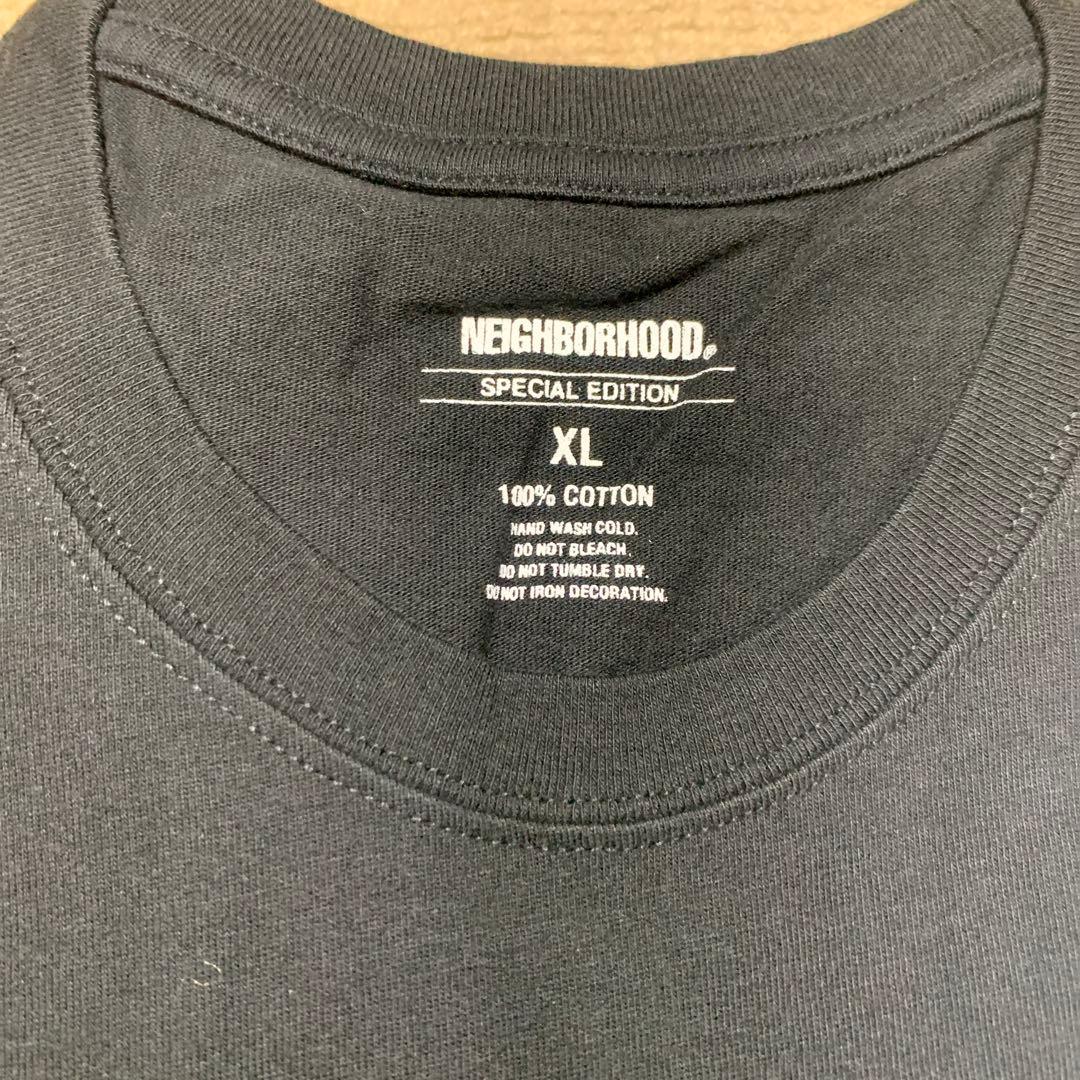 NEIGHBORHOOD®
SPECIAL EDITION
XL
100% COTTON
HAND WASH COLD.
DO NOT BLEACH.
DO NOT TUMBLE DRY.
DO NOT IRON DECORATION.